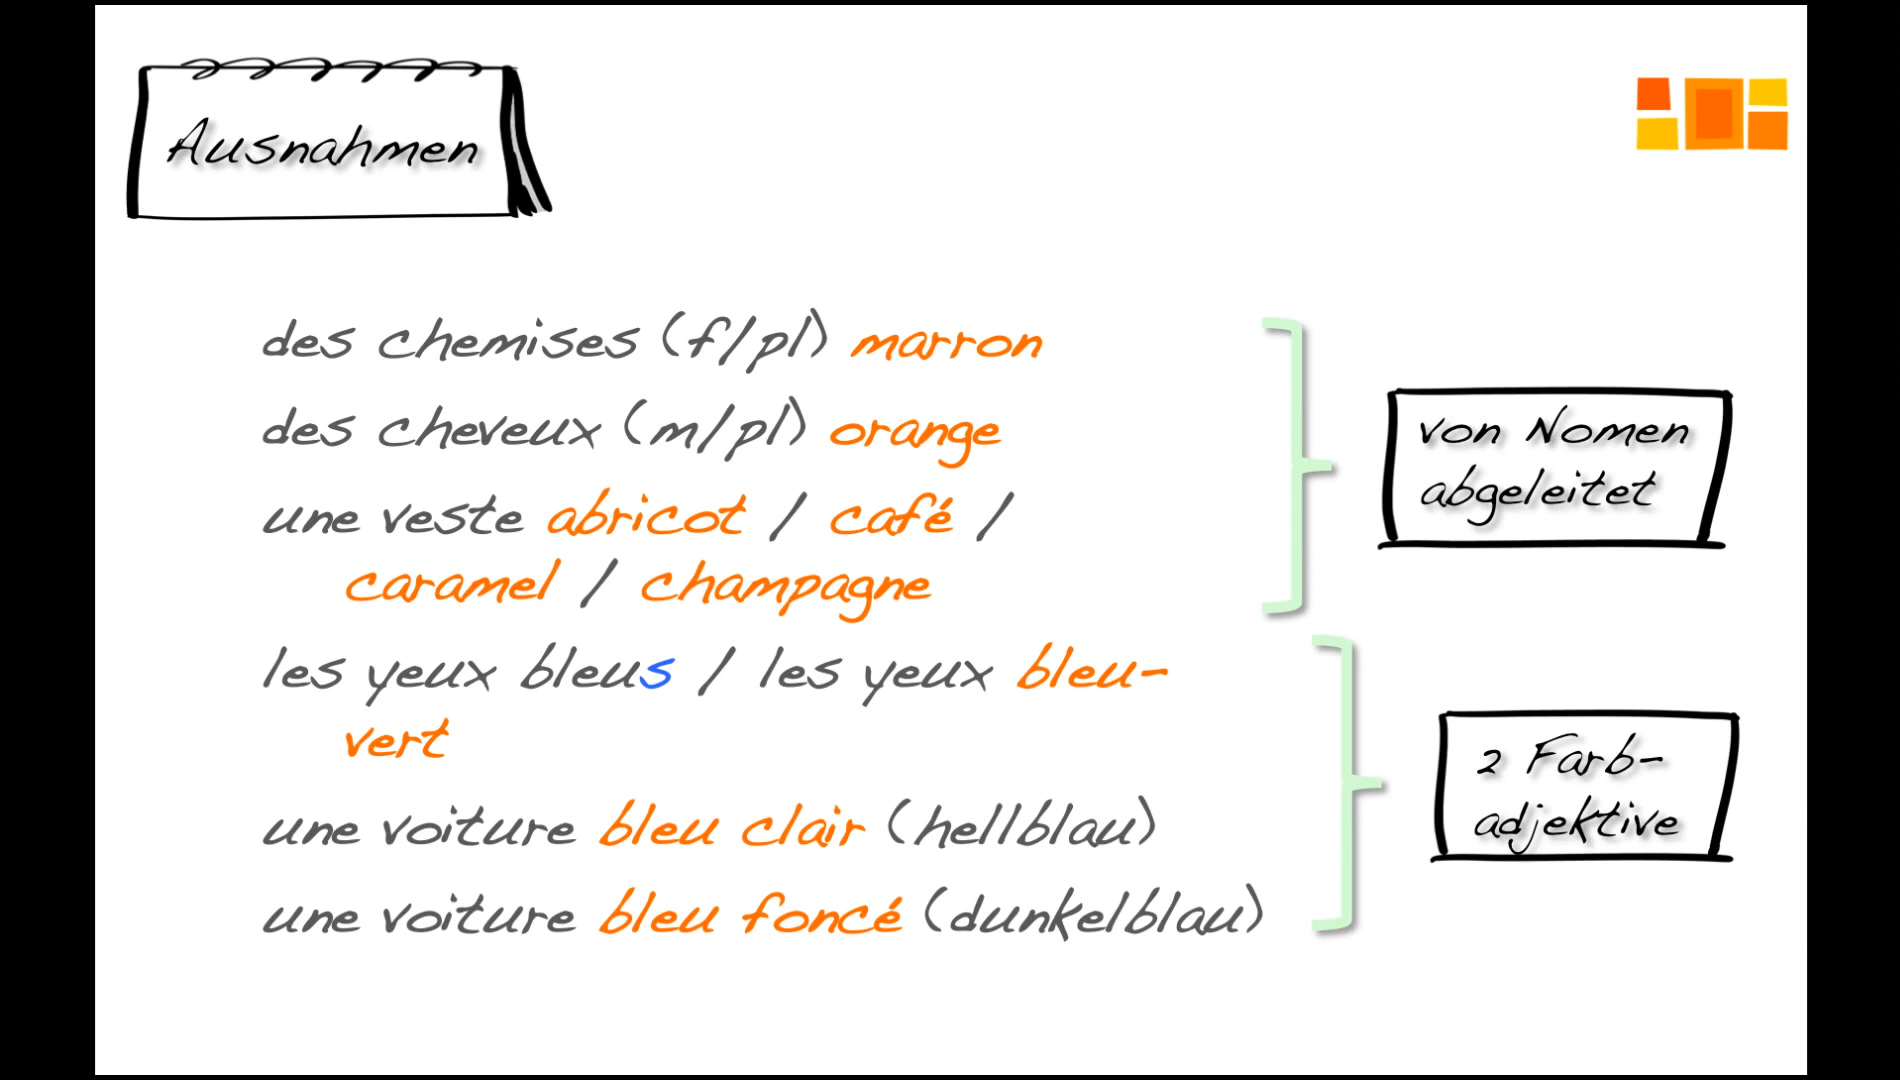 Ausnahmen
des chemises (f/pl) marron
des cheveux (m/pl) orange
une veste abricot / café /
caramel / champagne
von Nomen
abgeleitet
les yeux bleus / les yeux bleu-
vert
une voiture bleu clair (hellblau)
une voiture bleu foncé (dunkelblau)
2 Farb-
adjektive